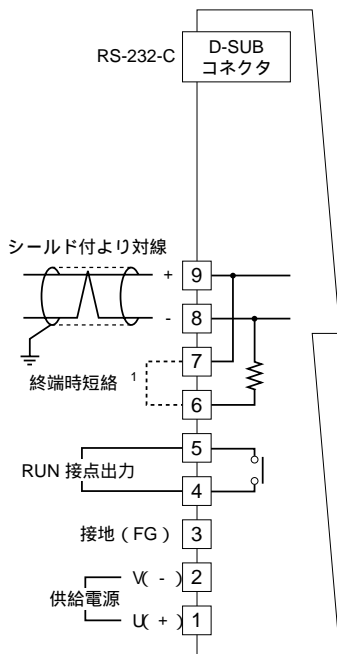 RS-232-C
D-SUB
コネクタ
シールド付より対線
+ 9
- 8
7
終端時短絡 1
6
5
RUN 接点出力
4
接地(FG) 3
V( - ) 2
供給電源
U( + ) 1